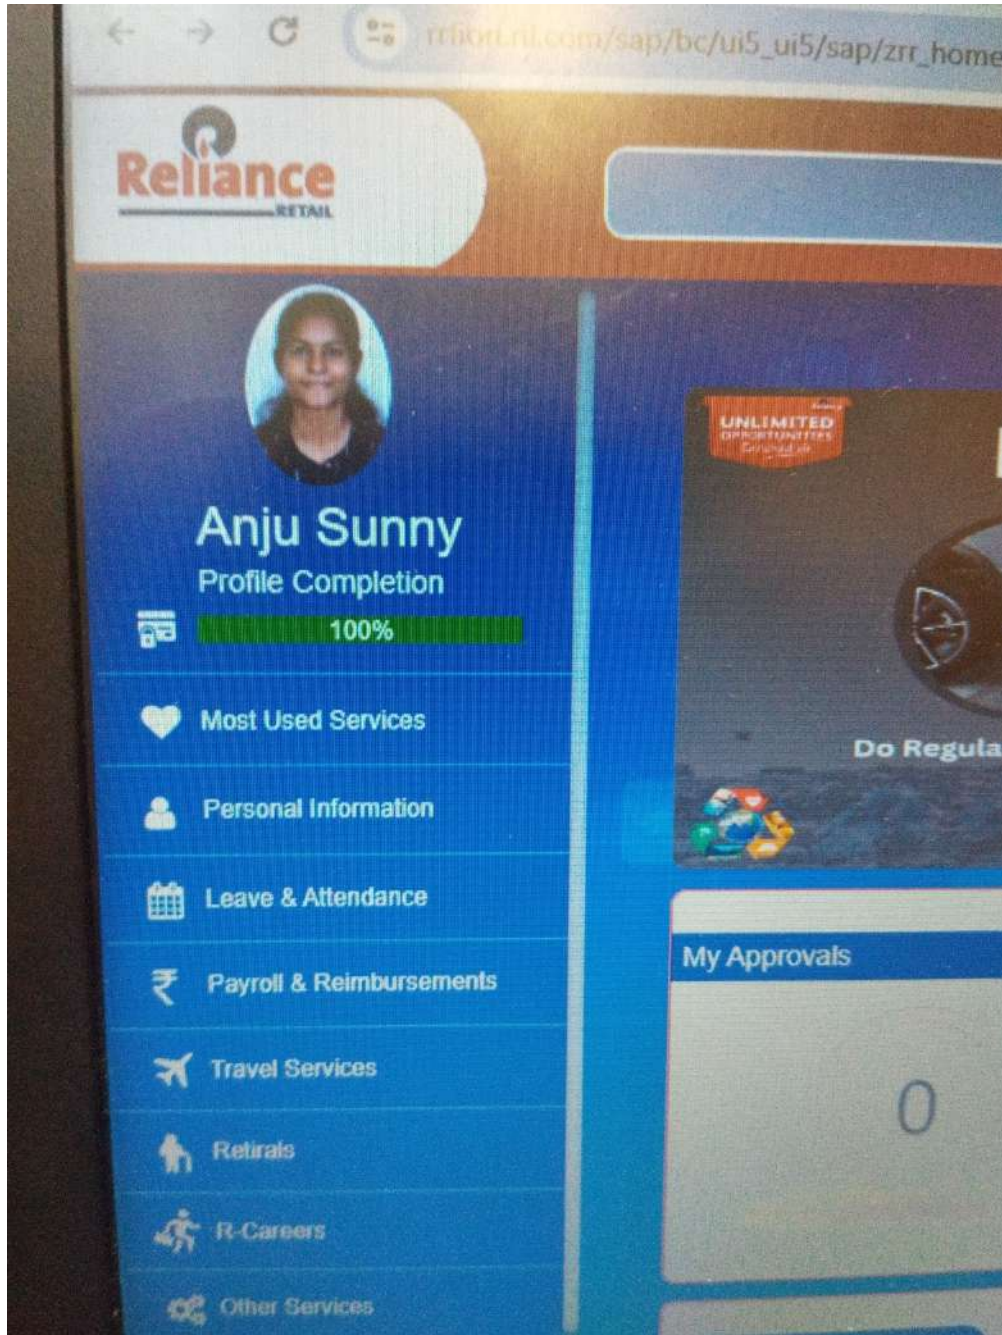 /sap/bc/ui5_ui5/sap/zrr_home
Reliance
RETAIL
UNLIMITED
OPPORTUNITIES
Anju Sunny
Profile Completion
100%
Most Used Services
Do Regula
Personal Information
Leave & Attendance
My Approvals
Payroll & Reimbursements
Travel Services
0
Retirals
R-Careers
Other Services